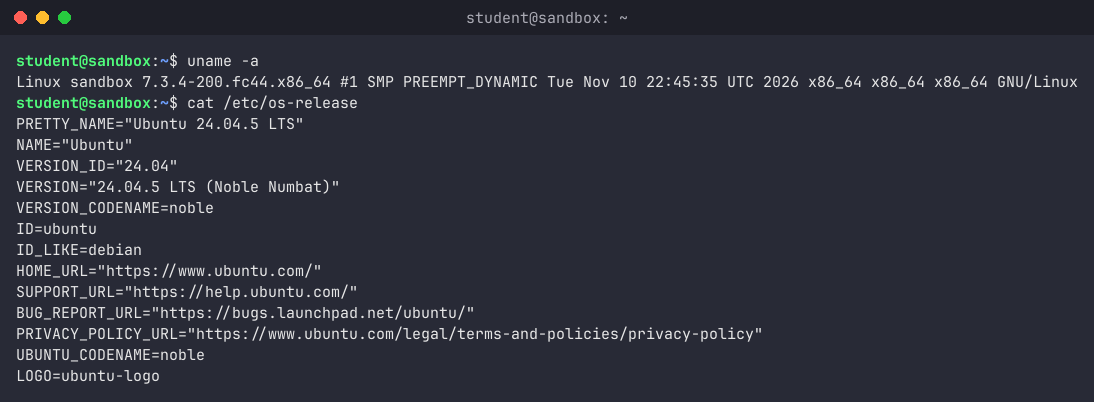 student@sandbox: ~
student@sandbox:~$ uname -a
Linux sandbox 7.3.4-200.fc44.x86_64 #1 SMP PREEMPT_DYNAMIC Tue Nov 10 22:45:35 UTC 2026 x86_64 x86_64 x86_64 GNU/Linux
student@sandbox:~$ cat /etc/os-release
PRETTY_NAME="Ubuntu 24.04.5 LTS"
NAME="Ubuntu"
VERSION_ID="24.04"
VERSION="24.04.5 LTS (Noble Numbat)"
VERSION_CODENAME=noble
ID=ubuntu
ID_LIKE=debian
HOME_URL="https://www.ubuntu.com/"
SUPPORT_URL="https://help.ubuntu.com/"
BUG_REPORT_URL="https://bugs.launchpad.net/ubuntu/"
PRIVACY_POLICY_URL="https://www.ubuntu.com/legal/terms-and-policies/privacy-policy"
UBUNTU_CODENAME=noble
LOGO=ubuntu-logo